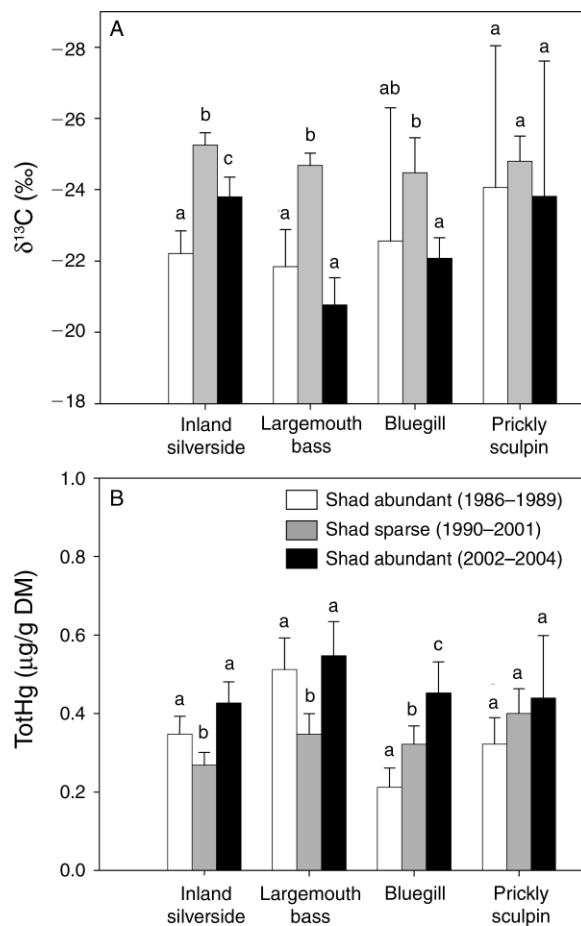 A
−28
−26
−24
−22
−20
−18
δ¹³C (‰)
a b c
a b a
ab b a
a a a
Inland silverside
Largemouth bass
Bluegill
Prickly sculpin
B
1.0
0.8
0.6
0.4
0.2
0.0
TotHg (µg/g DM)
Shad abundant (1986–1989)
Shad sparse (1990–2001)
Shad abundant (2002–2004)
a b a
a b a
a b c
a a a
Inland silverside
Largemouth bass
Bluegill
Prickly sculpin